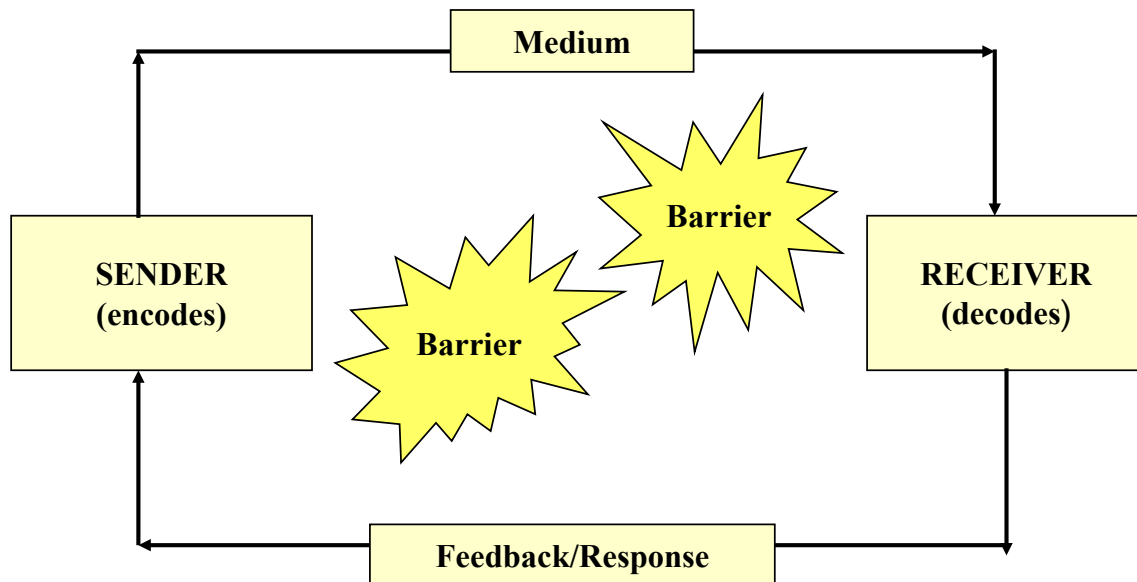 Medium
Barrier
SENDER
(encodes)
RECEIVER
(decodes)
Barrier
Feedback/Response